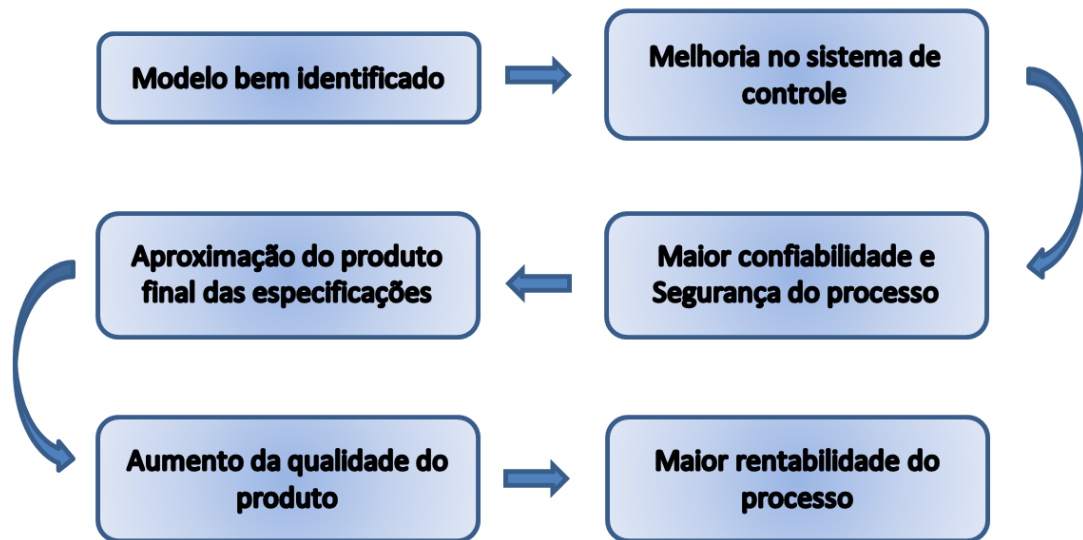 Modelo bem identificado
Melhoria no sistema de
controle
Maior confiabilidade e
Segurança do processo
Aproximação do produto
final das especificações
Aumento da qualidade do
produto
Maior rentabilidade do
processo